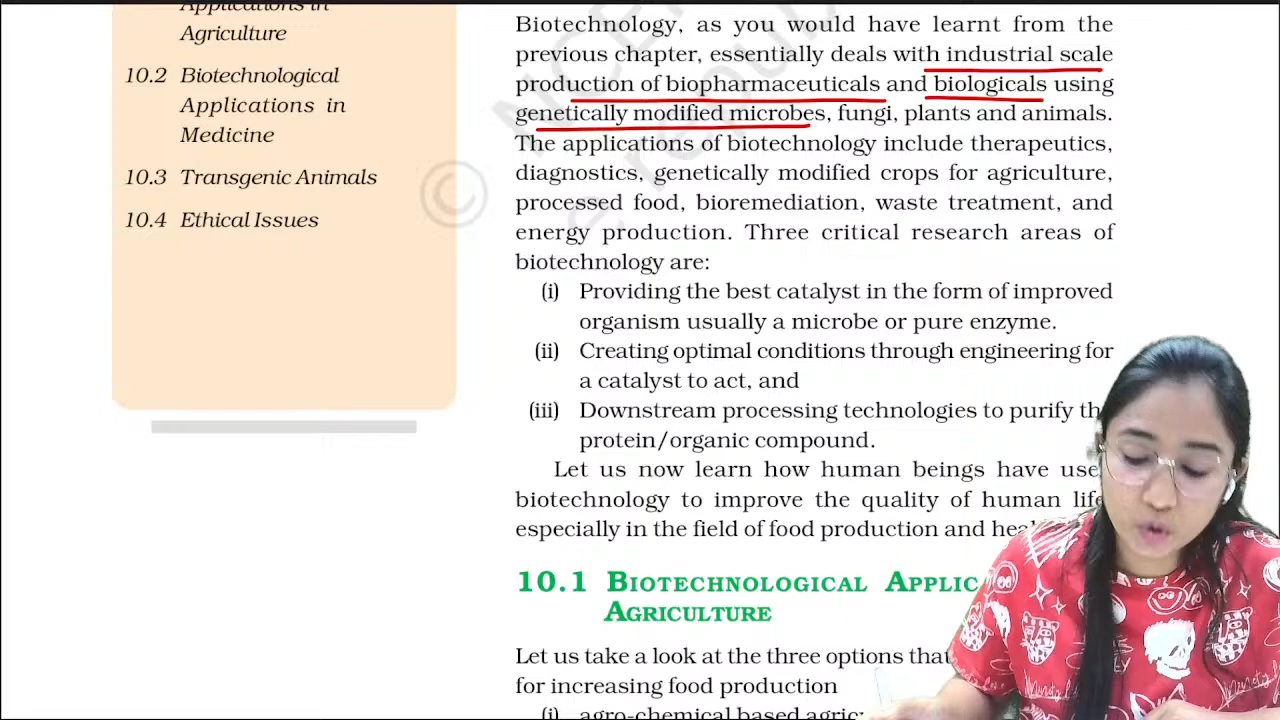 Applications in
Agriculture
10.2 Biotechnological
Applications in
Medicine
10.3 Transgenic Animals
10.4 Ethical Issues
Biotechnology, as you would have learnt from the
previous chapter, essentially deals with industrial scale
production of biopharmaceuticals and biologicals using
genetically modified microbes, fungi, plants and animals.
The applications of biotechnology include therapeutics,
diagnostics, genetically modified crops for agriculture,
processed food, bioremediation, waste treatment, and
energy production. Three critical research areas of
biotechnology are:
(i) Providing the best catalyst in the form of improved
organism usually a microbe or pure enzyme.
(ii) Creating optimal conditions through engineering for
a catalyst to act, and
(iii) Downstream processing technologies to purify th
protein/organic compound.
Let us now learn how human beings have use
biotechnology to improve the quality of human life
especially in the field of food production and hea
10.1 BIOTECHNOLOGICAL APPLIC
AGRICULTURE
Let us take a look at the three options that
for increasing food production
(i) agro-chemical based agric